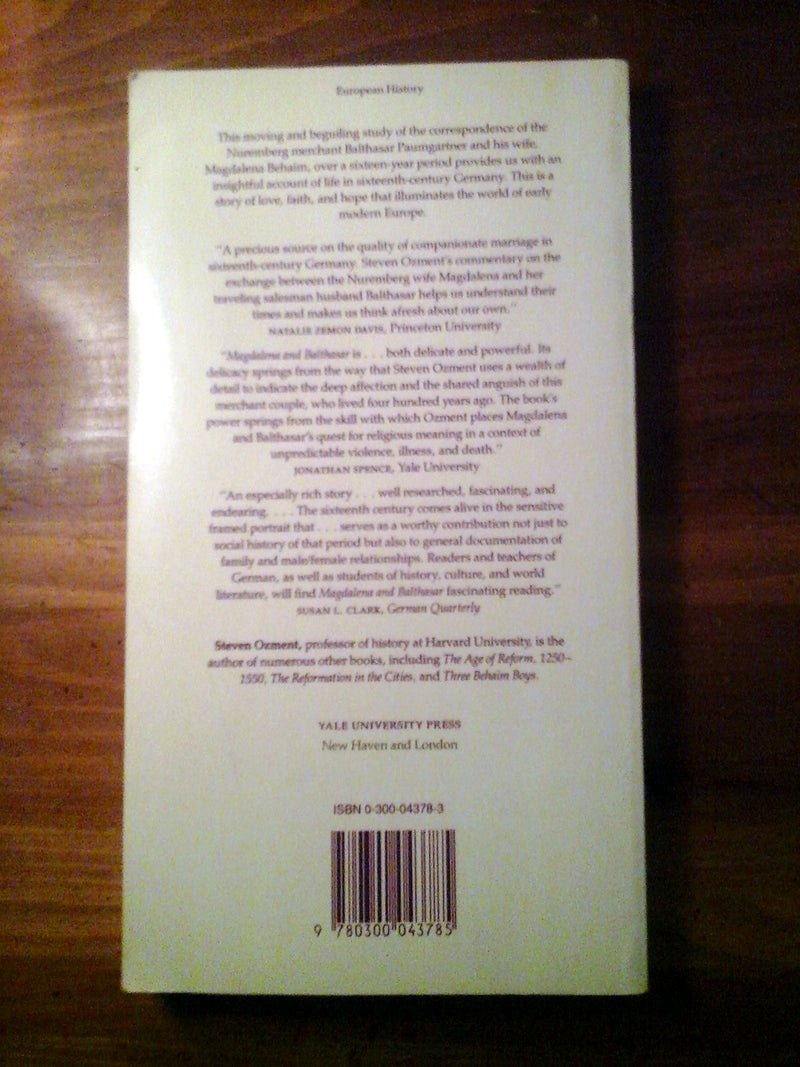 European History
This moving and beguiling study of the correspondence of the
Nuremberg merchant Balthasar Paumgartner and his wife,
Magdalena Behaim, over a sixteen-year period provides us with an
insightful account of life in sixteenth-century Germany. This is a
story of love, faith, and hope that illuminates the world of early
modern Europe.
"A precious source on the quality of companionate marriage in
sixteenth-century Germany. Steven Ozment's commentary on the
exchange between the Nuremberg wife Magdalena and her
traveling salesman husband Balthasar helps us understand their
times and makes us think afresh about our own."
NATALIE ZEMON DAVIS, Princeton University
"Magdalena and Balthasar is . . . both delicate and powerful. Its
delicacy springs from the way that Steven Ozment uses a wealth of
detail to indicate the deep affection and the shared anguish of this
merchant couple, who lived four hundred years ago. The book's
power springs from the skill with which Ozment places Magdalena
and Balthasar's quest for religious meaning in a context of
unpredictable violence, illness, and death."
JONATHAN SPENCE, Yale University
"An especially rich story . . . well researched, fascinating, and
endearing. . . . The sixteenth century comes alive in the sensitive
framed portrait that . . . serves as a worthy contribution not just to
social history of that period but also to general documentation of
family and male/female relationships. Readers and teachers of
German, as well as students of history, culture, and world
literature, will find Magdalena and Balthasar fascinating reading."
SUSAN L. CLARK, German Quarterly
Steven Ozment, professor of history at Harvard University, is the
author of numerous other books, including The Age of Reform, 1250–
1550, The Reformation in the Cities, and Three Behaim Boys.
YALE UNIVERSITY PRESS
New Haven and London
ISBN 0-300-04378-3
9 780300 043785